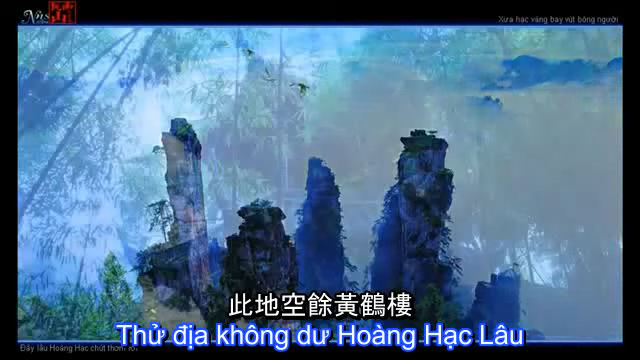 Xưa hạc vàng bay vút bóng người
此地空餘黃鶴樓
Thử địa không dư Hoàng Hạc Lâu
Đấy lầu Hoàng Hạc chút thơm rơi